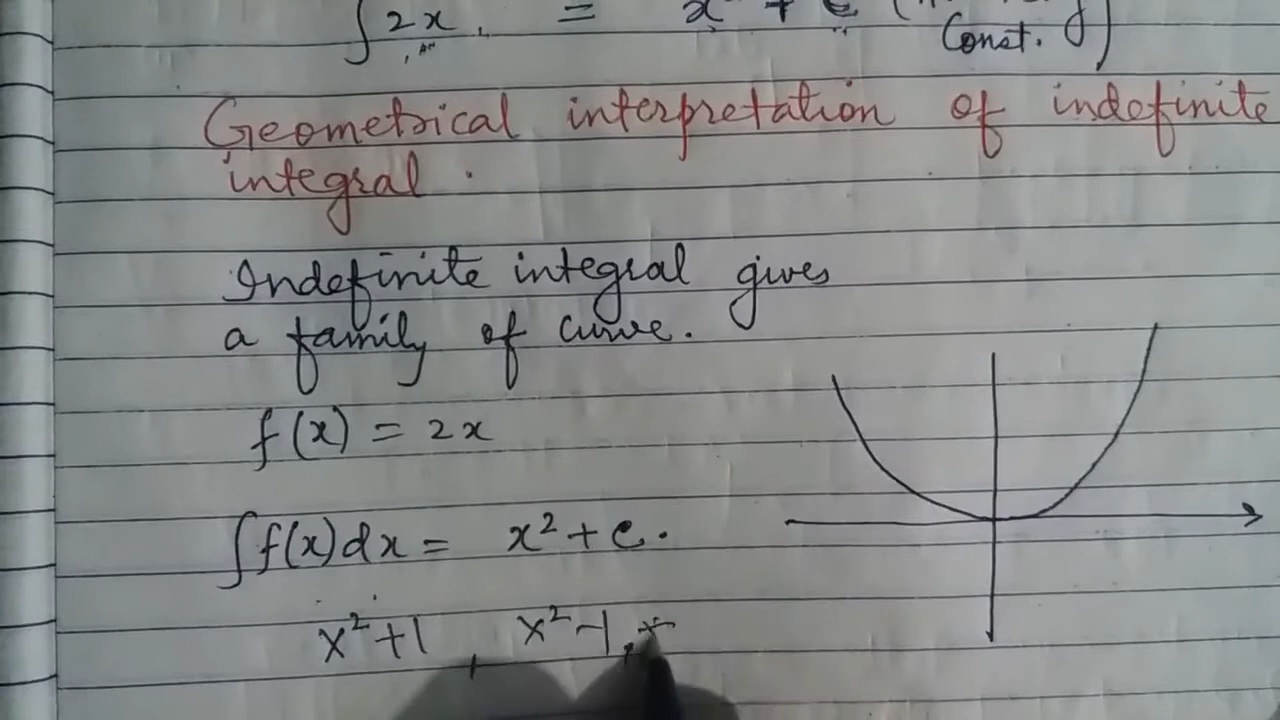 ∫2x = x + c
Const.
Geometrical interpretation of indefinite
integral.
Indefinite integral gives
a family of curve.
f(x) = 2x
∫f(x)dx = x² + c.
x²+1, x²-1,